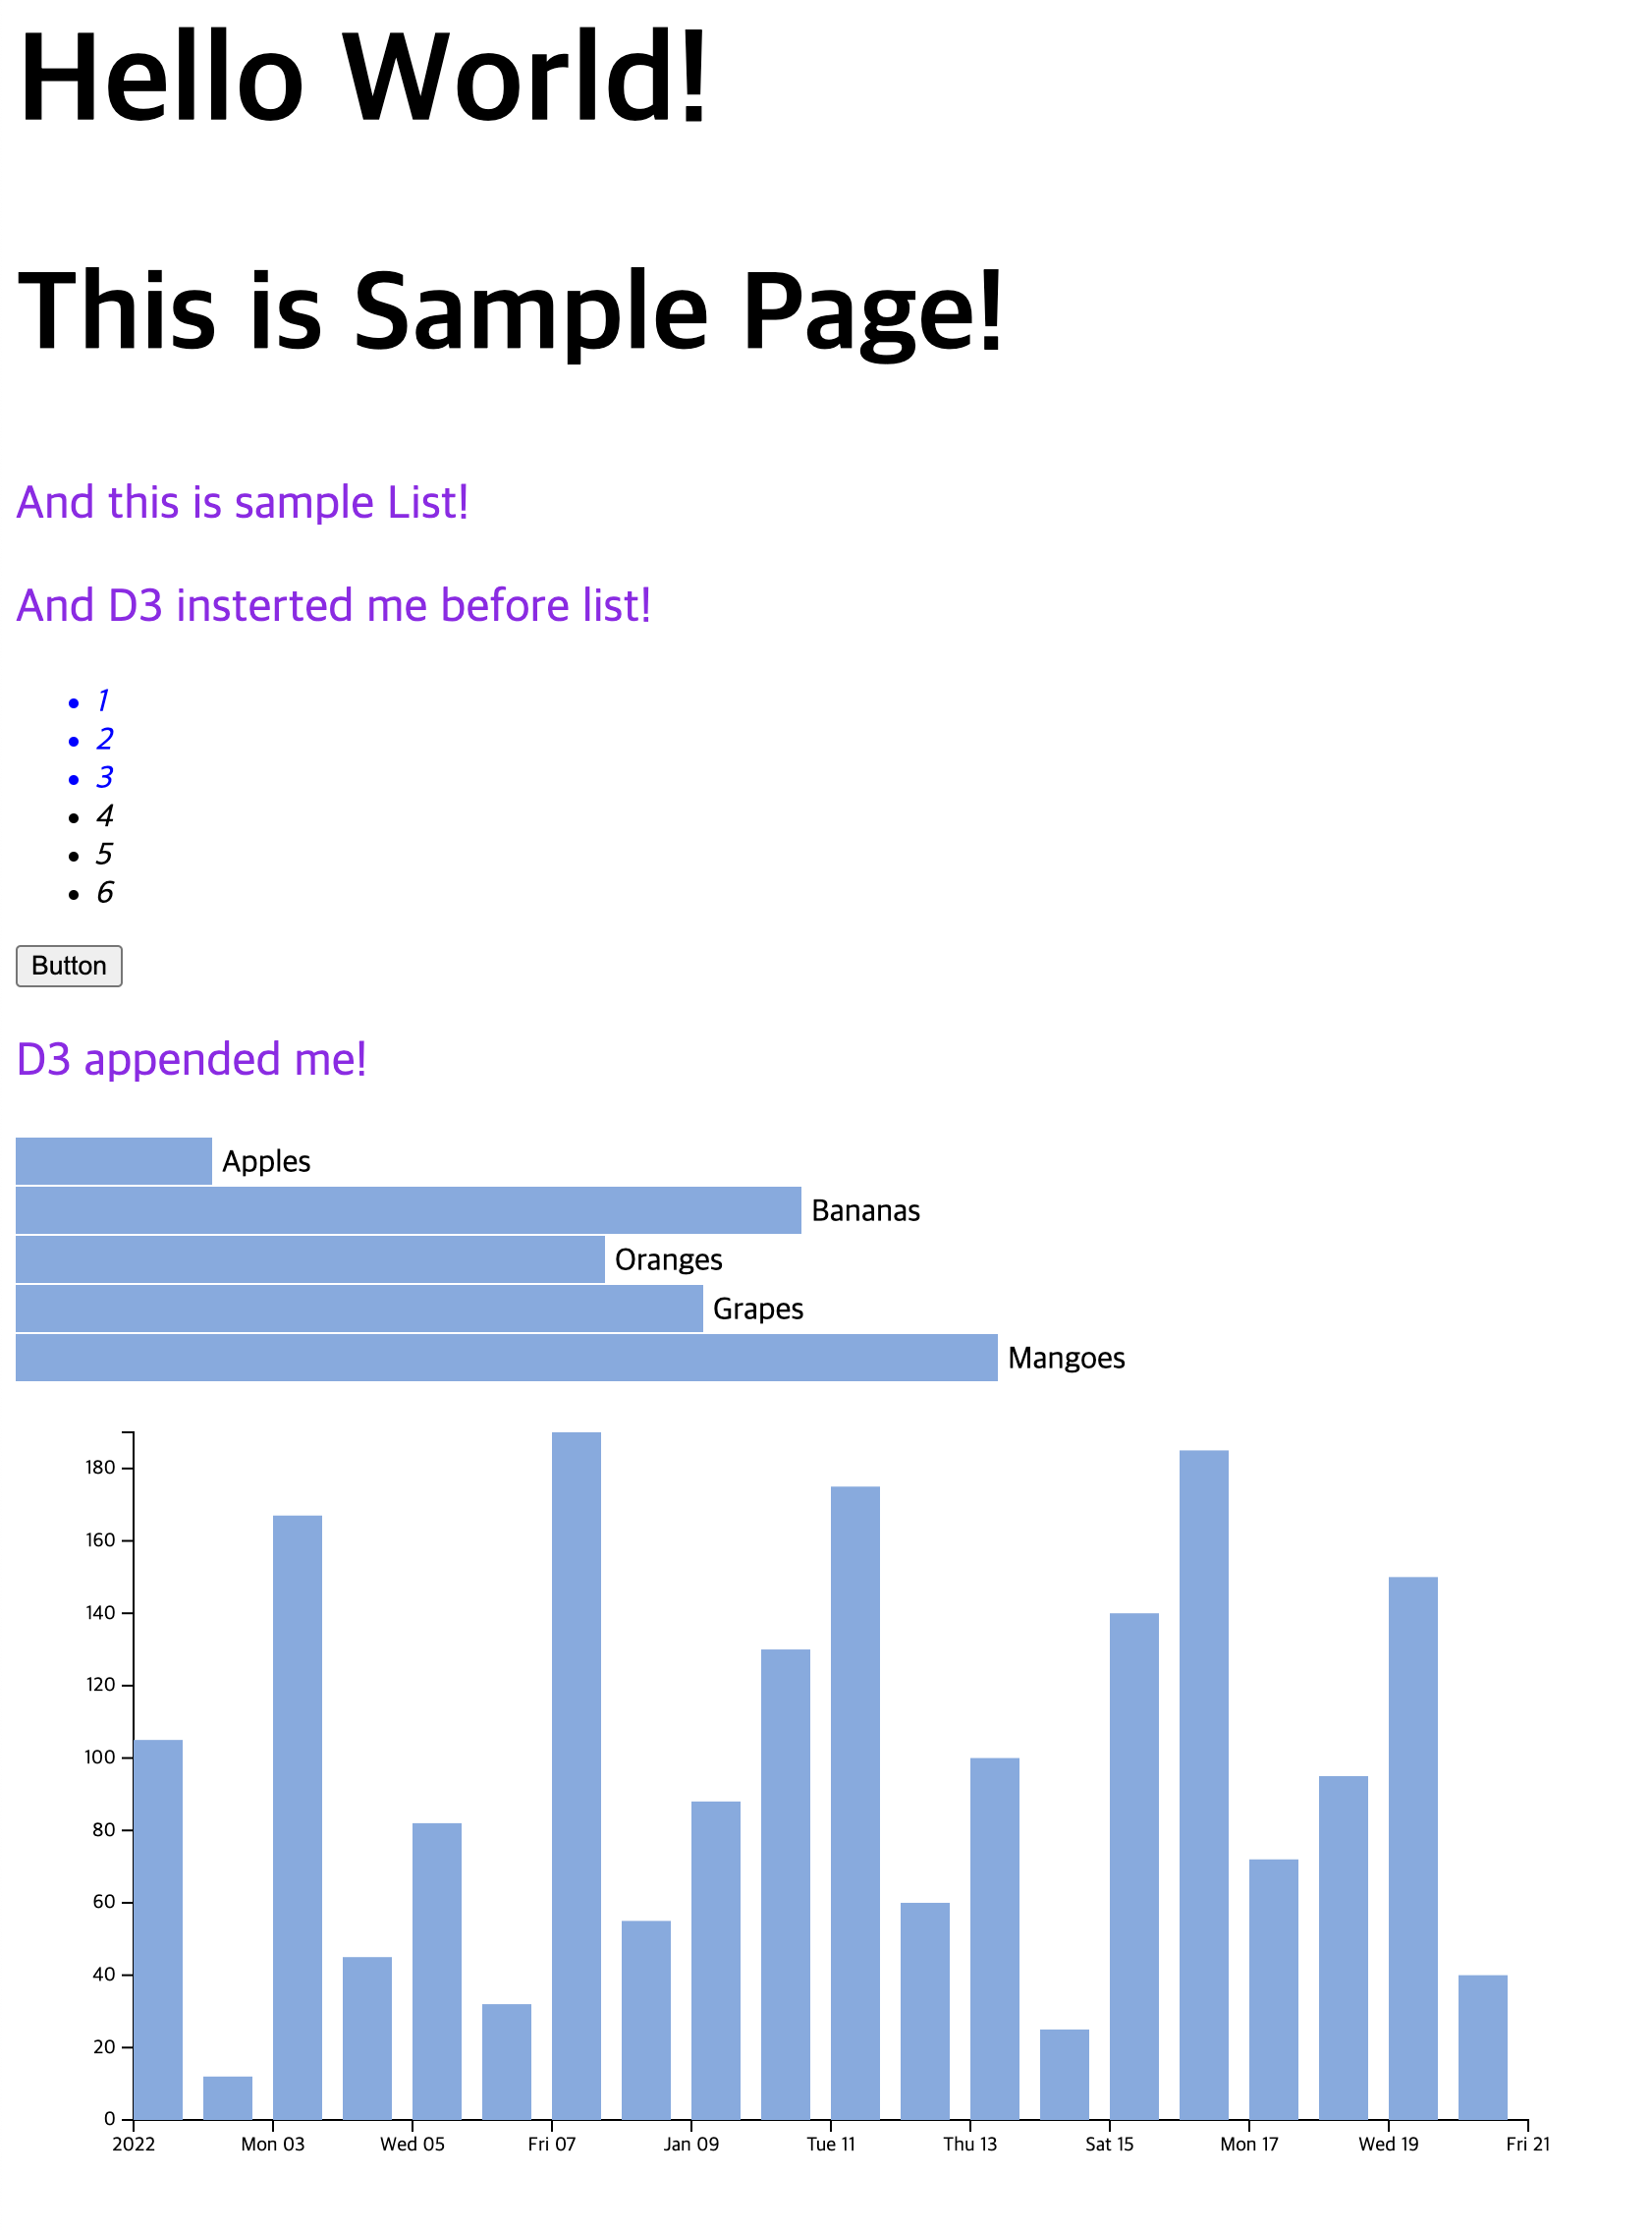 Hello World!
This is Sample Page!
And this is sample List!
And D3 insterted me before list!
1
2
3
4
5
6
Button
D3 appended me!
Apples
Bananas
Oranges
Grapes
Mangoes
180
160
140
120
100
80
60
40
20
0
2022 Mon 03 Wed 05 Fri 07 Jan 09 Tue 11 Thu 13 Sat 15 Mon 17 Wed 19 Fri 21